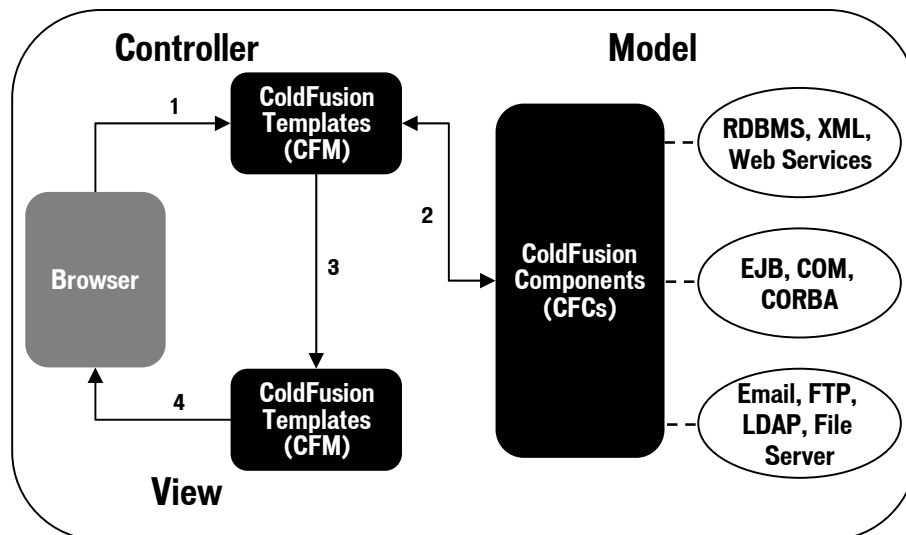 Controller
Model
1
ColdFusion
Templates
(CFM)
RDBMS, XML,
Web Services
2
Browser
3
ColdFusion
Components
(CFCs)
EJB, COM,
CORBA
4
ColdFusion
Templates
(CFM)
Email, FTP,
LDAP, File
Server
View